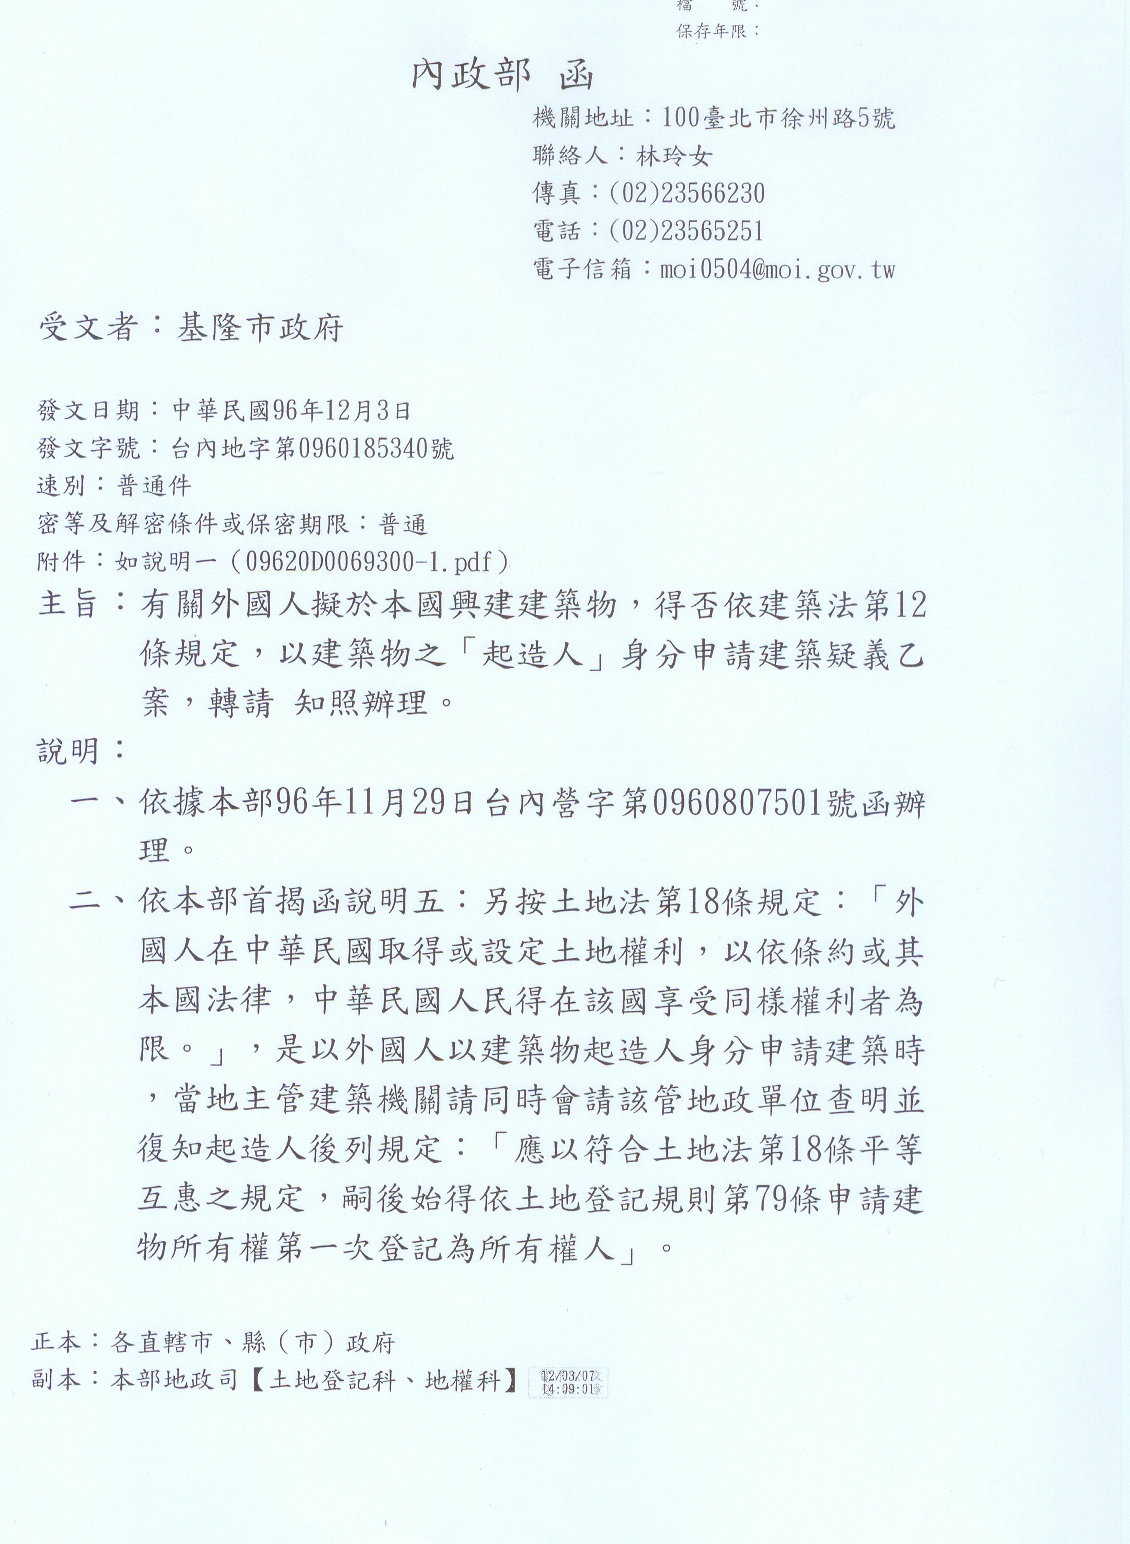 檔　　號：
保存年限：
內政部 函
機關地址：100臺北市徐州路5號
聯絡人：林玲女
傳真：(02)23566230
電話：(02)23565251
電子信箱：moi0504@moi.gov.tw
受文者：基隆市政府
發文日期：中華民國96年12月3日
發文字號：台內地字第0960185340號
速別：普通件
密等及解密條件或保密期限：普通
附件：如說明一（09620D0069300-1.pdf）
主旨：有關外國人擬於本國興建建築物，得否依建築法第12
條規定，以建築物之「起造人」身分申請建築疑義乙
案，轉請 知照辦理。
說明：
一、依據本部96年11月29日台內營字第0960807501號函辦
理。
二、依本部首揭函說明五：另按土地法第18條規定：「外
國人在中華民國取得或設定土地權利，以依條約或其
本國法律，中華民國人民得在該國享受同樣權利者為
限。」，是以外國人以建築物起造人身分申請建築時
，當地主管建築機關請同時會請該管地政單位查明並
復知起造人後列規定：「應以符合土地法第18條平等
互惠之規定，嗣後始得依土地登記規則第79條申請建
物所有權第一次登記為所有權人」。
正本：各直轄市、縣（市）政府
副本：本部地政司【土地登記科、地權科】
12/03/07
14:09:01